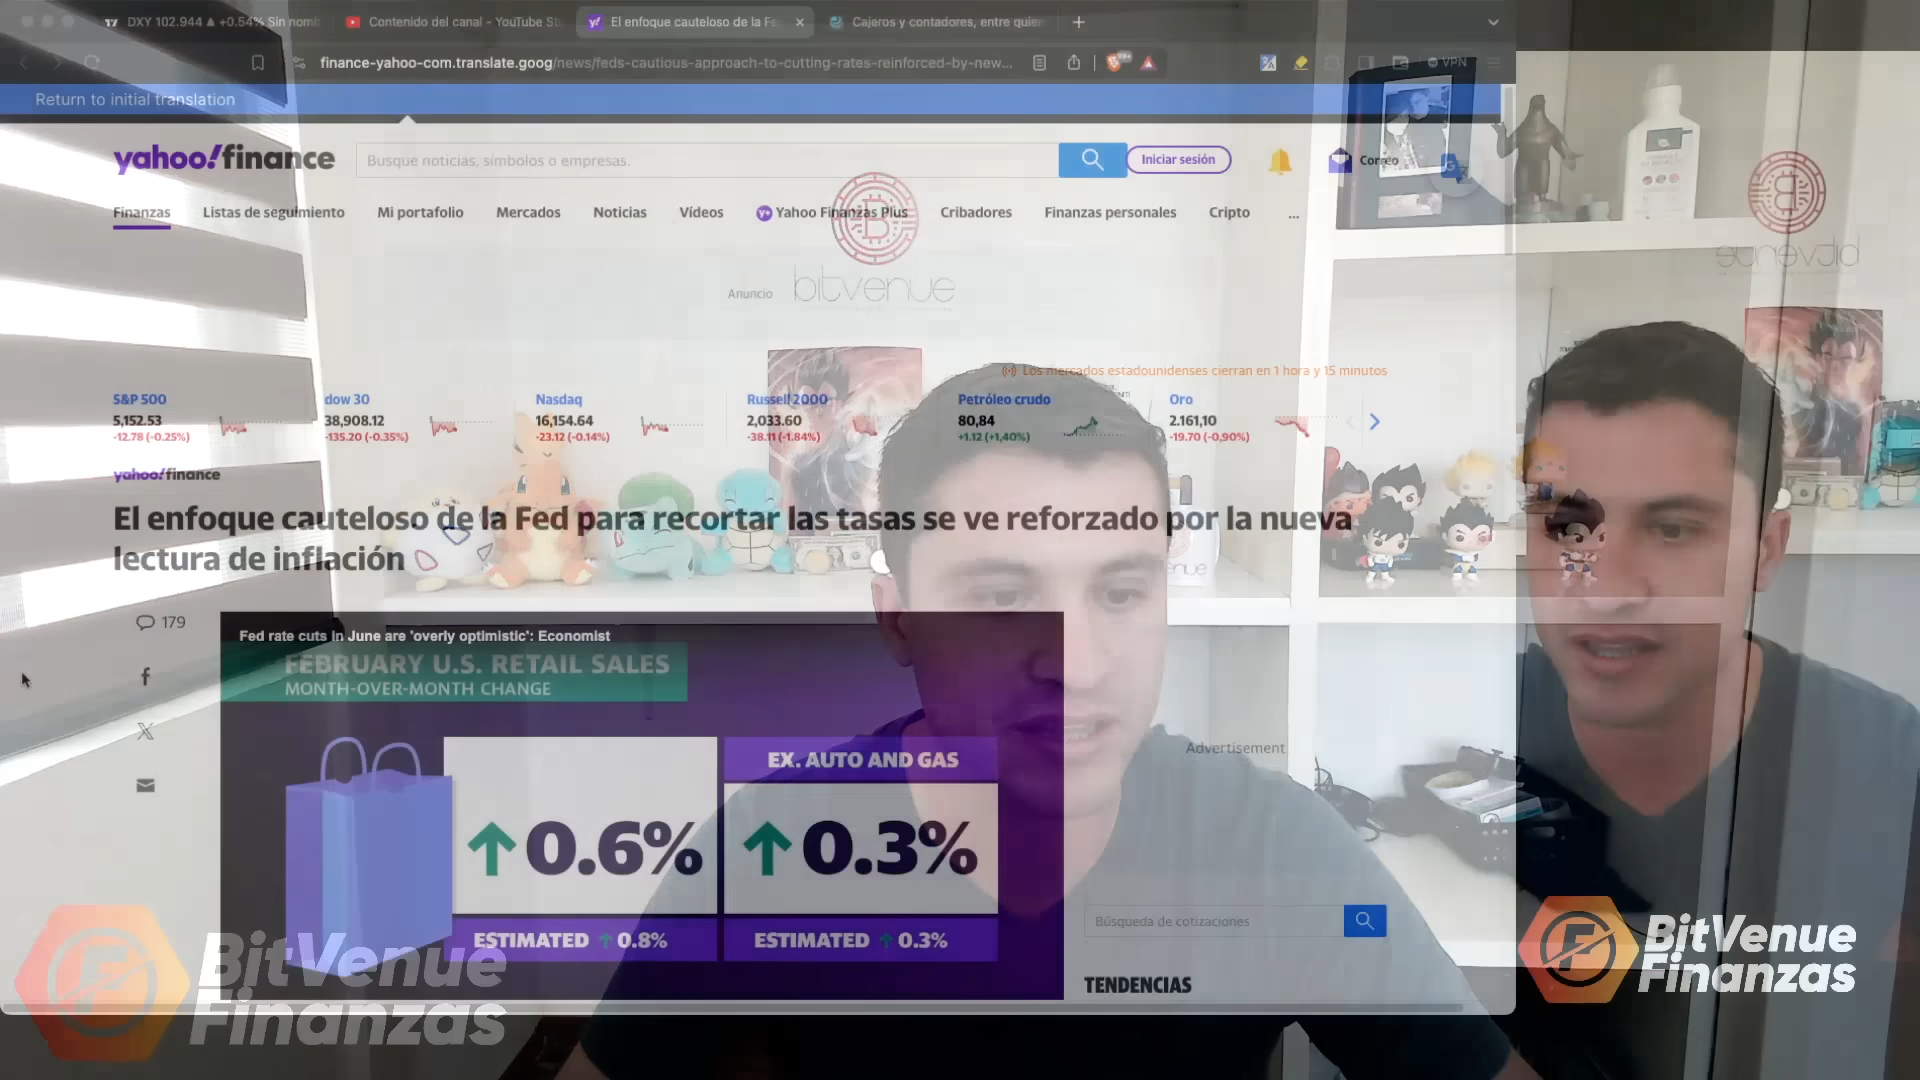 DXY 102.944 ▲ +0.54% Sin nomb
Contenido del canal - YouTube Stu
El enfoque cauteloso de la Fe
Cajeros y contadores, entre quien
finance-yahoo-com.translate.goog/news/feds-cautious-approach-to-cutting-rates-reinforced-by-new...
VPN
Return to initial translation
yahoo!finance
Busque noticias, símbolos o empresas.
Iniciar sesión
Correo
Finanzas
Listas de seguimiento
Mi portafolio
Mercados
Noticias
Vídeos
Yahoo Finanzas Plus
Cribadores
Finanzas personales
Cripto
...
bitvenue
bitvenue
Anuncio
Los mercados estadounidenses cierran en 1 hora y 15 minutos
S&P 500
5,152.53
-12.78 (-0.25%)
dow 30
38,908.12
-135.20 (-0.35%)
Nasdaq
16,154.64
-23.12 (-0.14%)
Russell 2000
2,033.60
-38.11 (-1.84%)
Petróleo crudo
80,84
+1.12 (+1,40%)
Oro
2.161,10
-19.70 (-0,90%)
yahoo!finance
El enfoque cauteloso de la Fed para recortar las tasas se ve reforzado por la nueva
lectura de inflación
179
Fed rate cuts in June are 'overly optimistic': Economist
FEBRUARY U.S. RETAIL SALES
MONTH-OVER-MONTH CHANGE
EX. AUTO AND GAS
0.6%
0.3%
ESTIMATED 0.8%
ESTIMATED 0.3%
Advertisement
Búsqueda de cotizaciones
TENDENCIAS
BitVenue
Finanzas
BitVenue
Finanzas